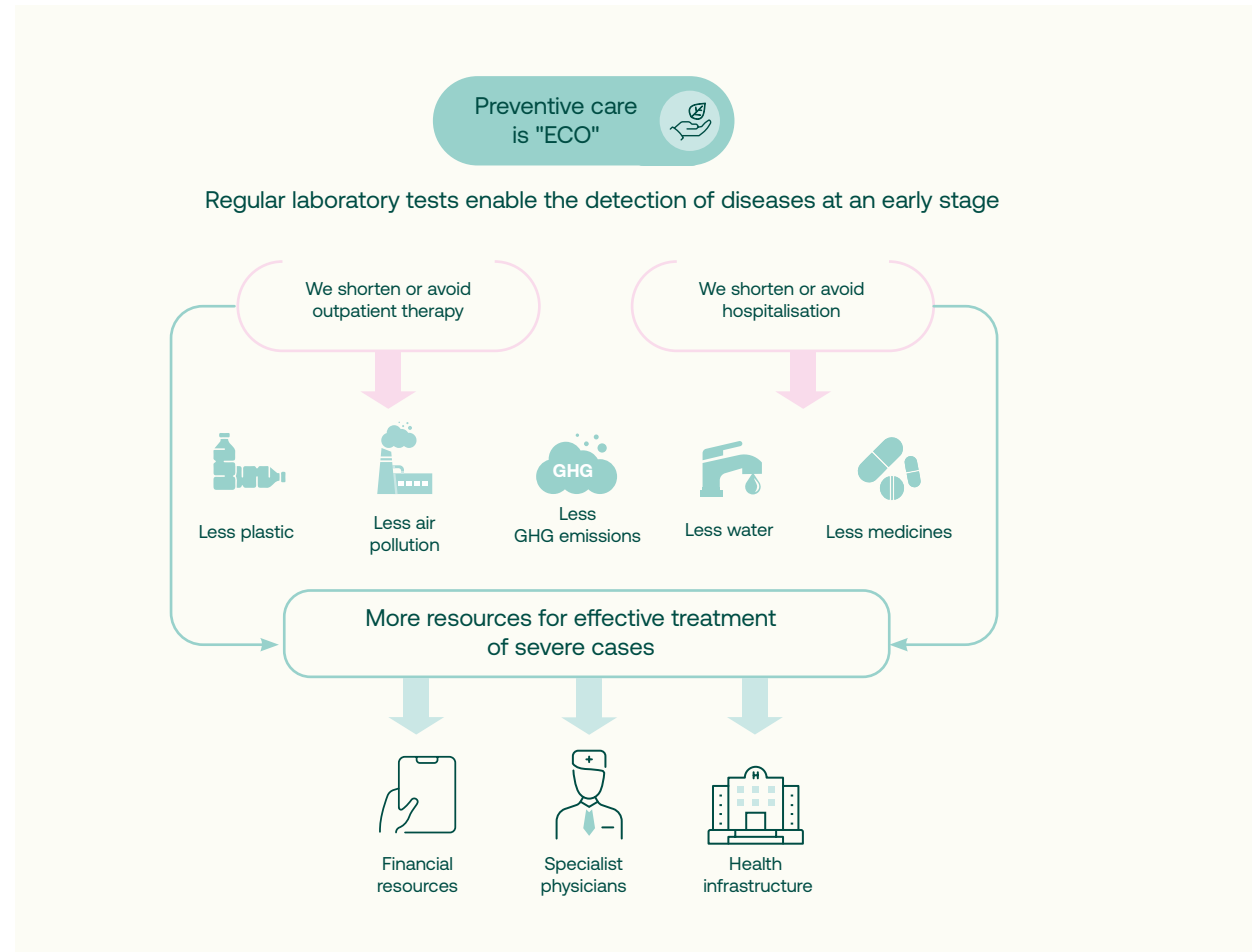 Preventive care
is "ECO"
Regular laboratory tests enable the detection of diseases at an early stage
We shorten or avoid
outpatient therapy
We shorten or avoid
hospitalisation
Less plastic
Less air
pollution
GHG
Less
GHG emissions
Less water
Less medicines
More resources for effective treatment
of severe cases
H
Financial
resources
Specialist
physicians
Health
infrastructure